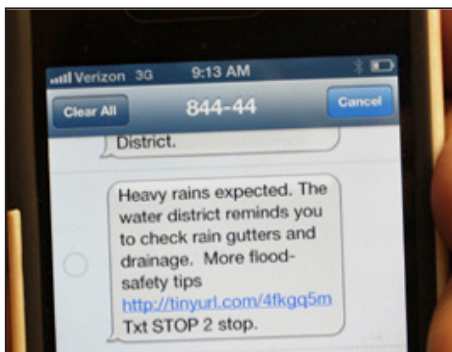 Verizon 3G 9:13 AM
Clear All 844-44 Cancel
District.
Heavy rains expected. The
water district reminds you
to check rain gutters and
drainage. More flood-
safety tips
http://tinyurl.com/4fkgq5m
Txt STOP 2 stop.